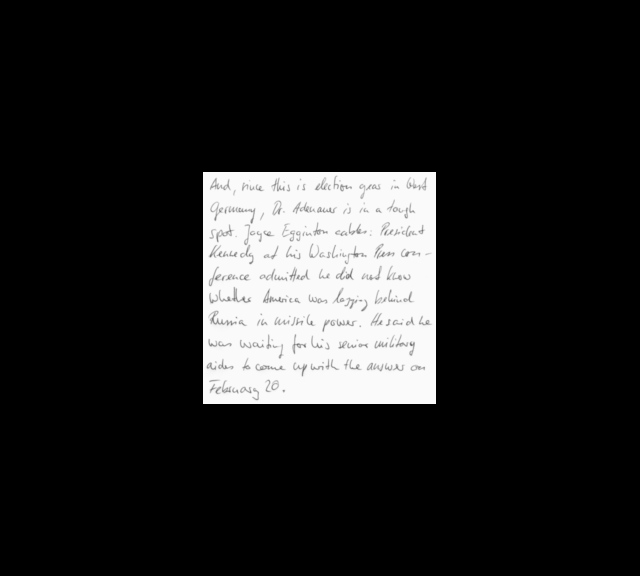 And, since this is election year in West
Germany, Dr. Adenauer is in a tough
spot. Joyce Egginton cables: President
Kennedy at his Washington Press con-
ference admitted he did not know
whether America was lagging behind
Russia in missile power. He said he
was waiting for his senior military
aides to come up with the answer on
February 20.